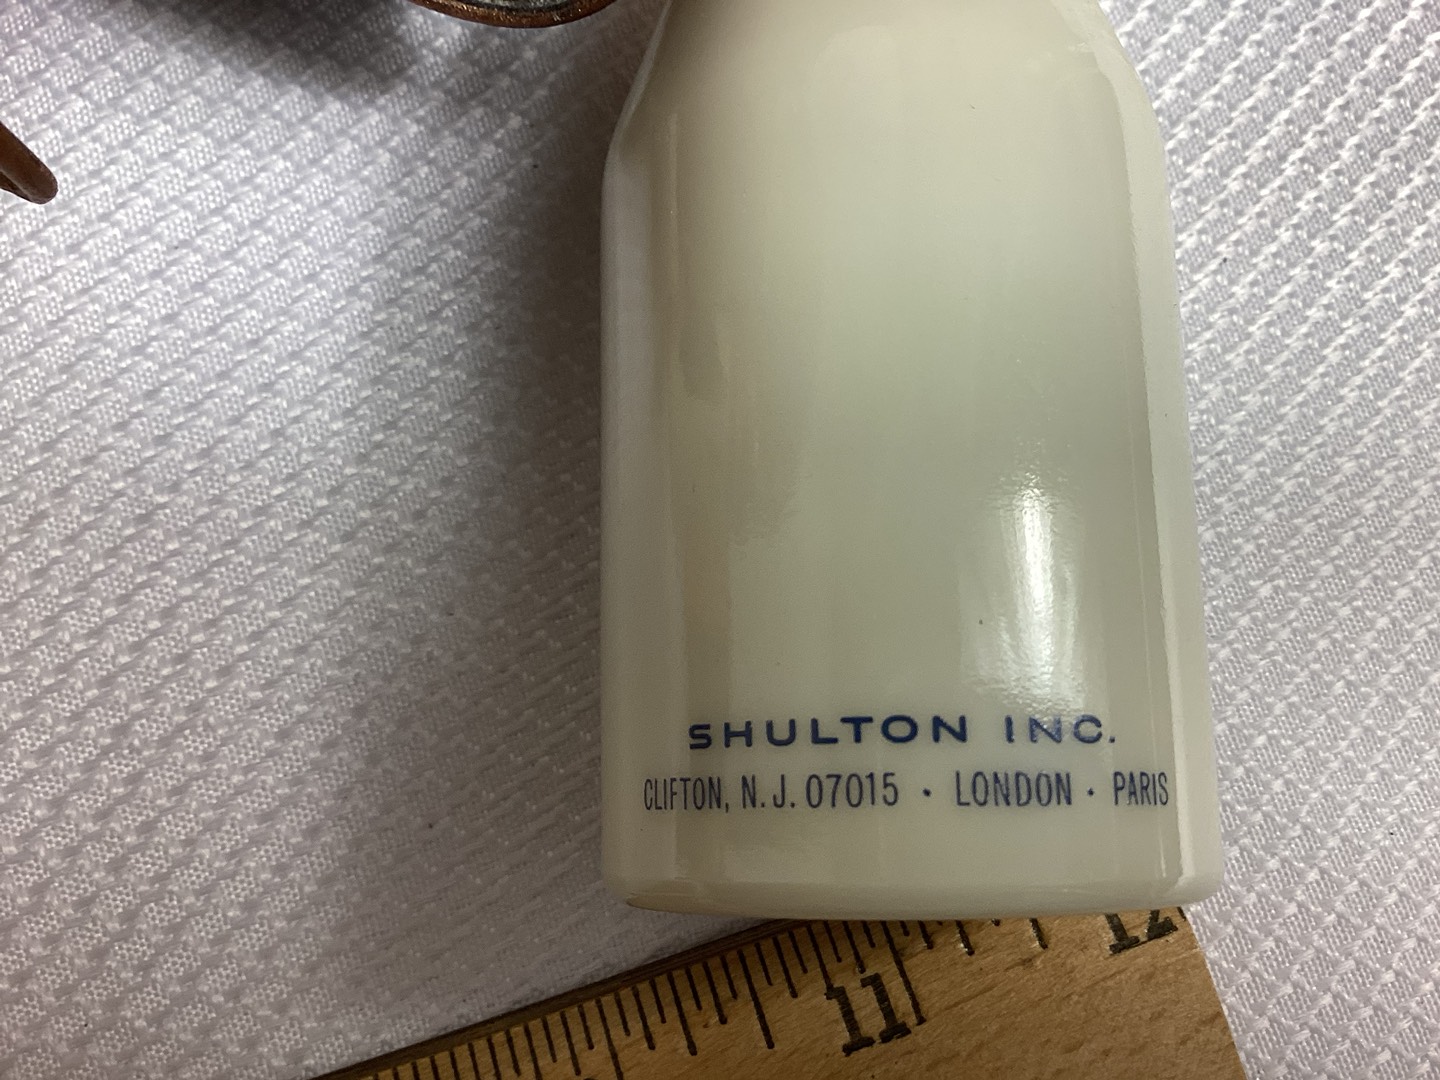 SHULTON INC.
CLIFTON, N.J. 07015 · LONDON · PARIS
11
12